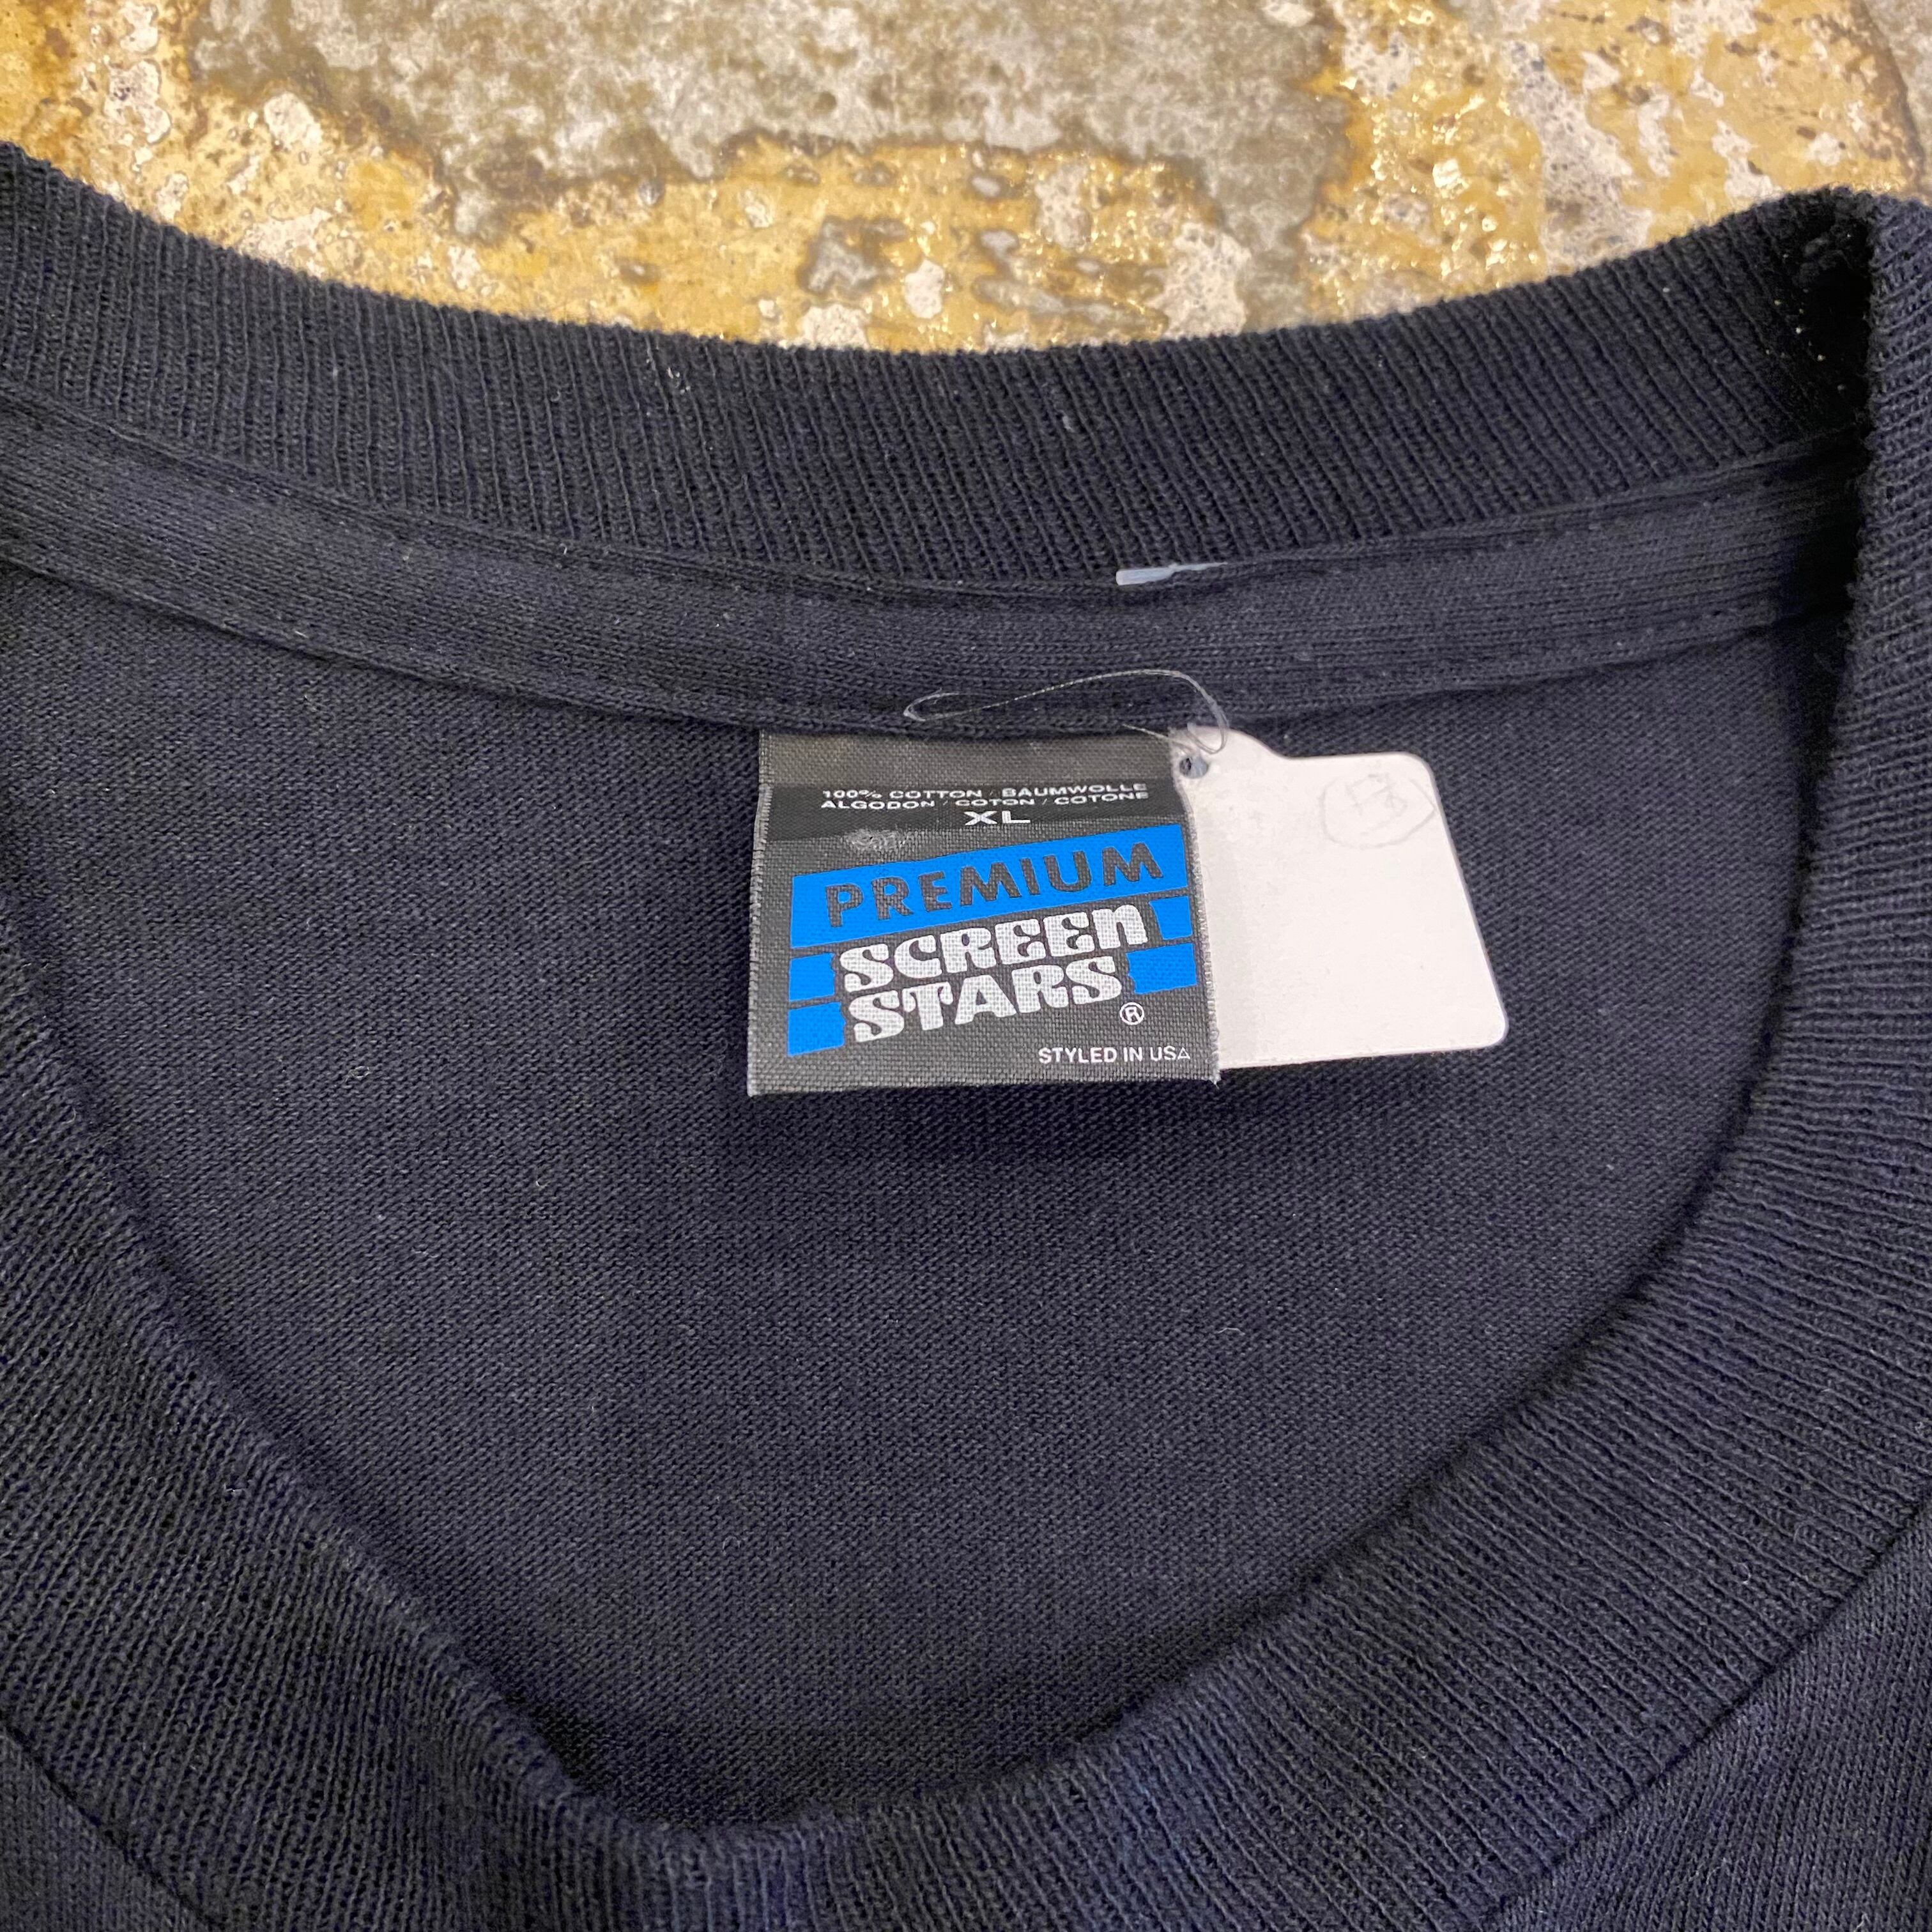 100% COTTON / BAUMWOLLE
ALGODON / COTON / COTONE
XL
PREMIUM
SCREEN
STARS
®
STYLED IN USA